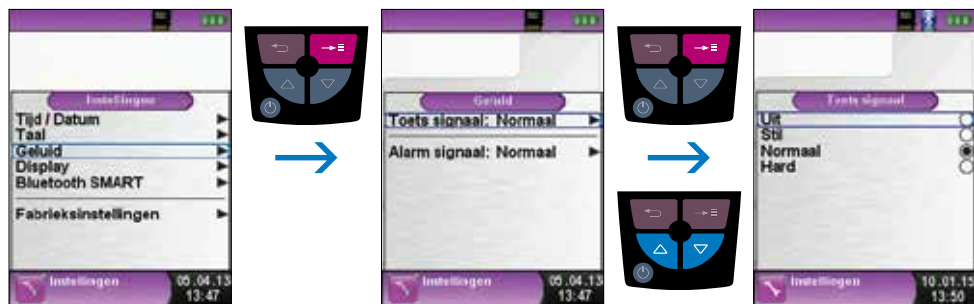 Instellingen
Tijd / Datum
Taal
Geluid
Display
Bluetooth SMART
Fabrieksinstellingen
Instellingen
05.04.13
13:47
Geluid
Toets signaal: Normaal
Alarm signaal: Normaal
Instellingen
05.04.13
13:47
Toets signaal
Uit
Stil
Normaal
Hard
Instellingen
10.01.15
13:50